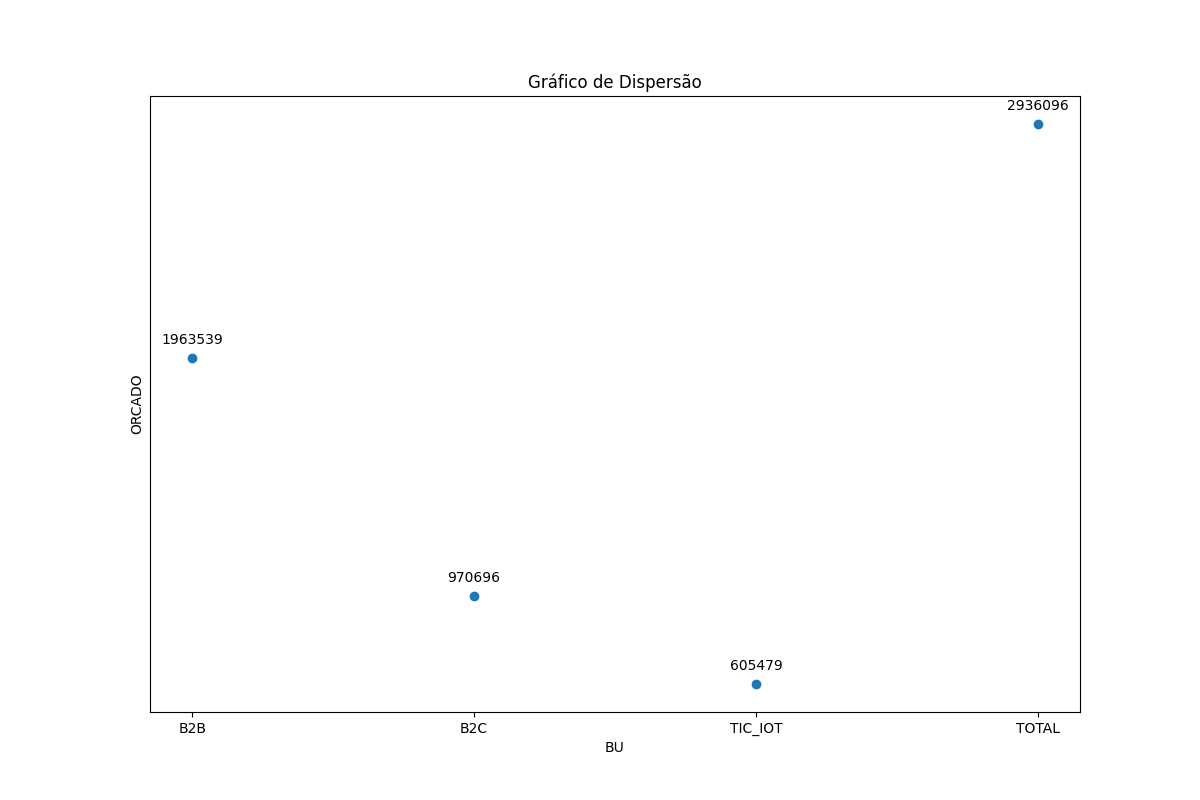 Gráfico de Dispersão
2936096
1963539
970696
605479
ORCADO
B2B
B2C
TIC_IOT
TOTAL
BU